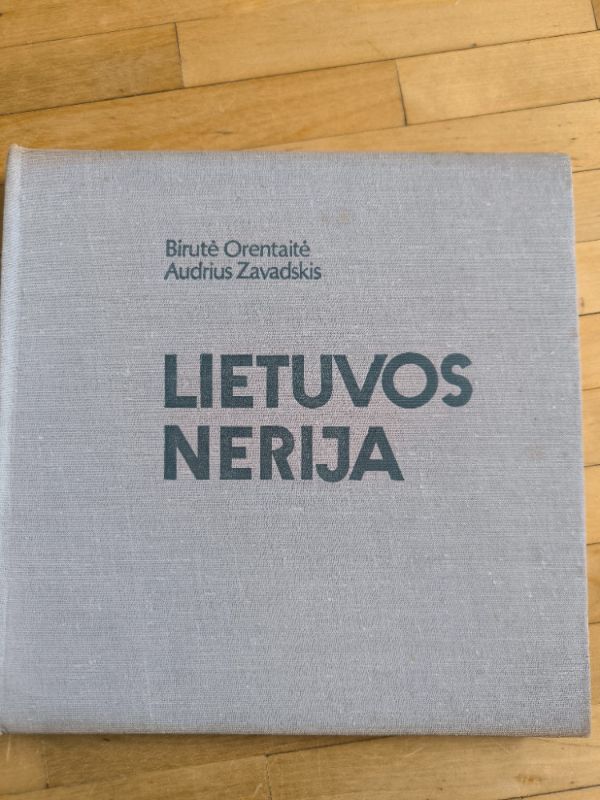 Birutė Orentaitė
Audrius Zavadskis
LIETUVOS
NERIJA